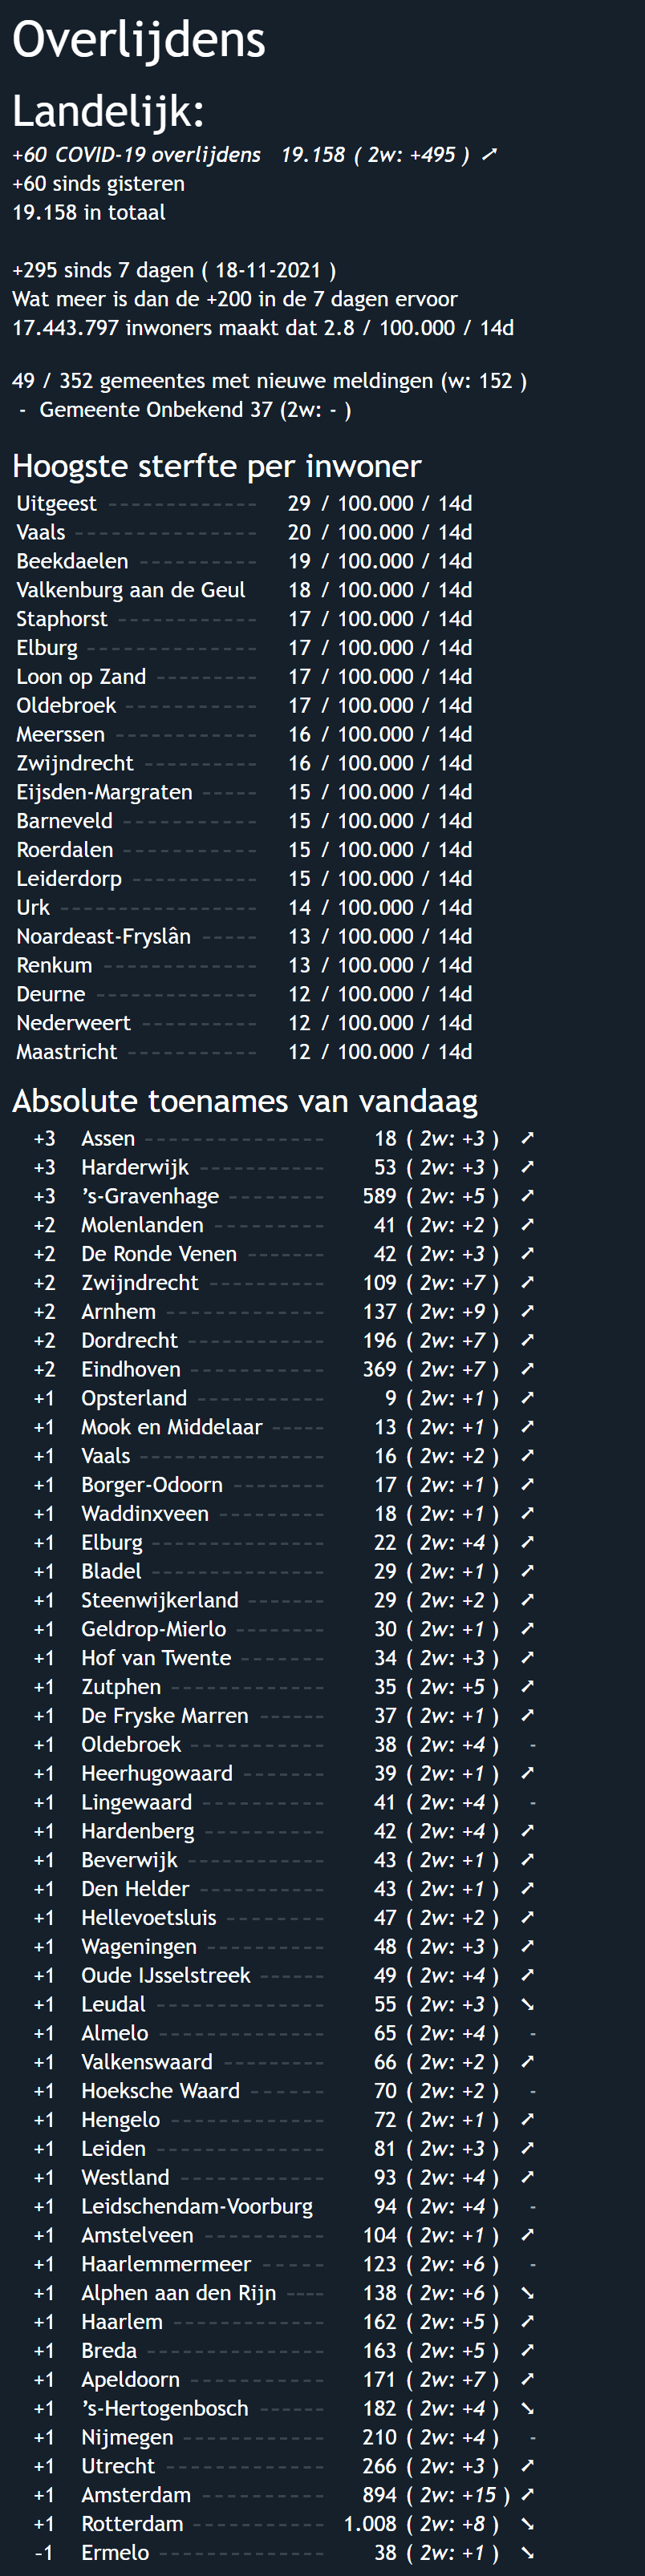 Overlijdens
Landelijk:
+60 COVID-19 overlijdens 19.158 ( 2w: +495 ) ➚
+60 sinds gisteren
19.158 in totaal
+295 sinds 7 dagen ( 18-11-2021 )
Wat meer is dan de +200 in de 7 dagen ervoor
17.443.797 inwoners maakt dat 2.8 / 100.000 / 14d
49 / 352 gemeentes met nieuwe meldingen (w: 152 )
- Gemeente Onbekend 37 (2w: - )
Hoogste sterfte per inwoner
Uitgeest ------------- 29 / 100.000 / 14d
Vaals ---------------- 20 / 100.000 / 14d
Beekdaelen ---------- 19 / 100.000 / 14d
Valkenburg aan de Geul 18 / 100.000 / 14d
Staphorst ------------ 17 / 100.000 / 14d
Elburg --------------- 17 / 100.000 / 14d
Loon op Zand --------- 17 / 100.000 / 14d
Oldebroek ------------ 17 / 100.000 / 14d
Meerssen ------------ 16 / 100.000 / 14d
Zwijndrecht ---------- 16 / 100.000 / 14d
Eijsden-Margraten ----- 15 / 100.000 / 14d
Barneveld ------------ 15 / 100.000 / 14d
Roerdalen ------------ 15 / 100.000 / 14d
Leiderdorp ----------- 15 / 100.000 / 14d
Urk ----------------- 14 / 100.000 / 14d
Noardeast-Fryslân ----- 13 / 100.000 / 14d
Renkum -------------- 13 / 100.000 / 14d
Deurne -------------- 12 / 100.000 / 14d
Nederweert ---------- 12 / 100.000 / 14d
Maastricht ----------- 12 / 100.000 / 14d
Absolute toenames van vandaag
+3 Assen ---------------- 18 ( 2w: +3 ) ➚
+3 Harderwijk ----------- 53 ( 2w: +3 ) ➚
+3 ’s-Gravenhage -------- 589 ( 2w: +5 ) ➚
+2 Molenlanden ---------- 41 ( 2w: +2 ) ➚
+2 De Ronde Venen ------- 42 ( 2w: +3 ) ➚
+2 Zwijndrecht ---------- 109 ( 2w: +7 ) ➚
+2 Arnhem -------------- 137 ( 2w: +9 ) ➚
+2 Dordrecht ------------ 196 ( 2w: +7 ) ➚
+2 Eindhoven ------------ 369 ( 2w: +7 ) ➚
+1 Opsterland ----------- 9 ( 2w: +1 ) ➚
+1 Mook en Middelaar ----- 13 ( 2w: +1 ) ➚
+1 Vaals ---------------- 16 ( 2w: +2 ) ➚
+1 Borger-Odoorn -------- 17 ( 2w: +1 ) ➚
+1 Waddinxveen ---------- 18 ( 2w: +1 ) ➚
+1 Elburg --------------- 22 ( 2w: +4 ) ➚
+1 Bladel --------------- 29 ( 2w: +1 ) ➚
+1 Steenwijkerland ------- 29 ( 2w: +2 ) ➚
+1 Geldrop-Mierlo -------- 30 ( 2w: +1 ) ➚
+1 Hof van Twente ------- 34 ( 2w: +3 ) ➚
+1 Zutphen -------------- 35 ( 2w: +5 ) ➚
+1 De Fryske Marren ------ 37 ( 2w: +1 ) ➚
+1 Oldebroek ------------ 38 ( 2w: +4 ) -
+1 Heerhugowaard ------- 39 ( 2w: +1 ) ➚
+1 Lingewaard ----------- 41 ( 2w: +4 ) -
+1 Hardenberg ----------- 42 ( 2w: +4 ) ➚
+1 Beverwijk ------------ 43 ( 2w: +1 ) ➚
+1 Den Helder ----------- 43 ( 2w: +1 ) ➚
+1 Hellevoetsluis --------- 47 ( 2w: +2 ) ➚
+1 Wageningen ---------- 48 ( 2w: +3 ) ➚
+1 Oude IJsselstreek ------ 49 ( 2w: +4 ) ➚
+1 Leudal --------------- 55 ( 2w: +3 ) ➘
+1 Almelo --------------- 65 ( 2w: +4 ) -
+1 Valkenswaard --------- 66 ( 2w: +2 ) ➚
+1 Hoeksche Waard ------- 70 ( 2w: +2 ) -
+1 Hengelo -------------- 72 ( 2w: +1 ) ➚
+1 Leiden --------------- 81 ( 2w: +3 ) ➚
+1 Westland ------------- 93 ( 2w: +4 ) ➚
+1 Leidschendam-Voorburg 94 ( 2w: +4 ) -
+1 Amstelveen ----------- 104 ( 2w: +1 ) ➚
+1 Haarlemmermeer ----- 123 ( 2w: +6 ) -
+1 Alphen aan den Rijn ---- 138 ( 2w: +6 ) ➘
+1 Haarlem -------------- 162 ( 2w: +5 ) ➚
+1 Breda ---------------- 163 ( 2w: +5 ) ➚
+1 Apeldoorn ------------ 171 ( 2w: +7 ) ➚
+1 ’s-Hertogenbosch ------ 182 ( 2w: +4 ) ➘
+1 Nijmegen ------------- 210 ( 2w: +4 ) -
+1 Utrecht -------------- 266 ( 2w: +3 ) ➚
+1 Amsterdam ----------- 894 ( 2w: +15 ) ➚
+1 Rotterdam ------------ 1.008 ( 2w: +8 ) ➘
-1 Ermelo --------------- 38 ( 2w: +1 ) ➘